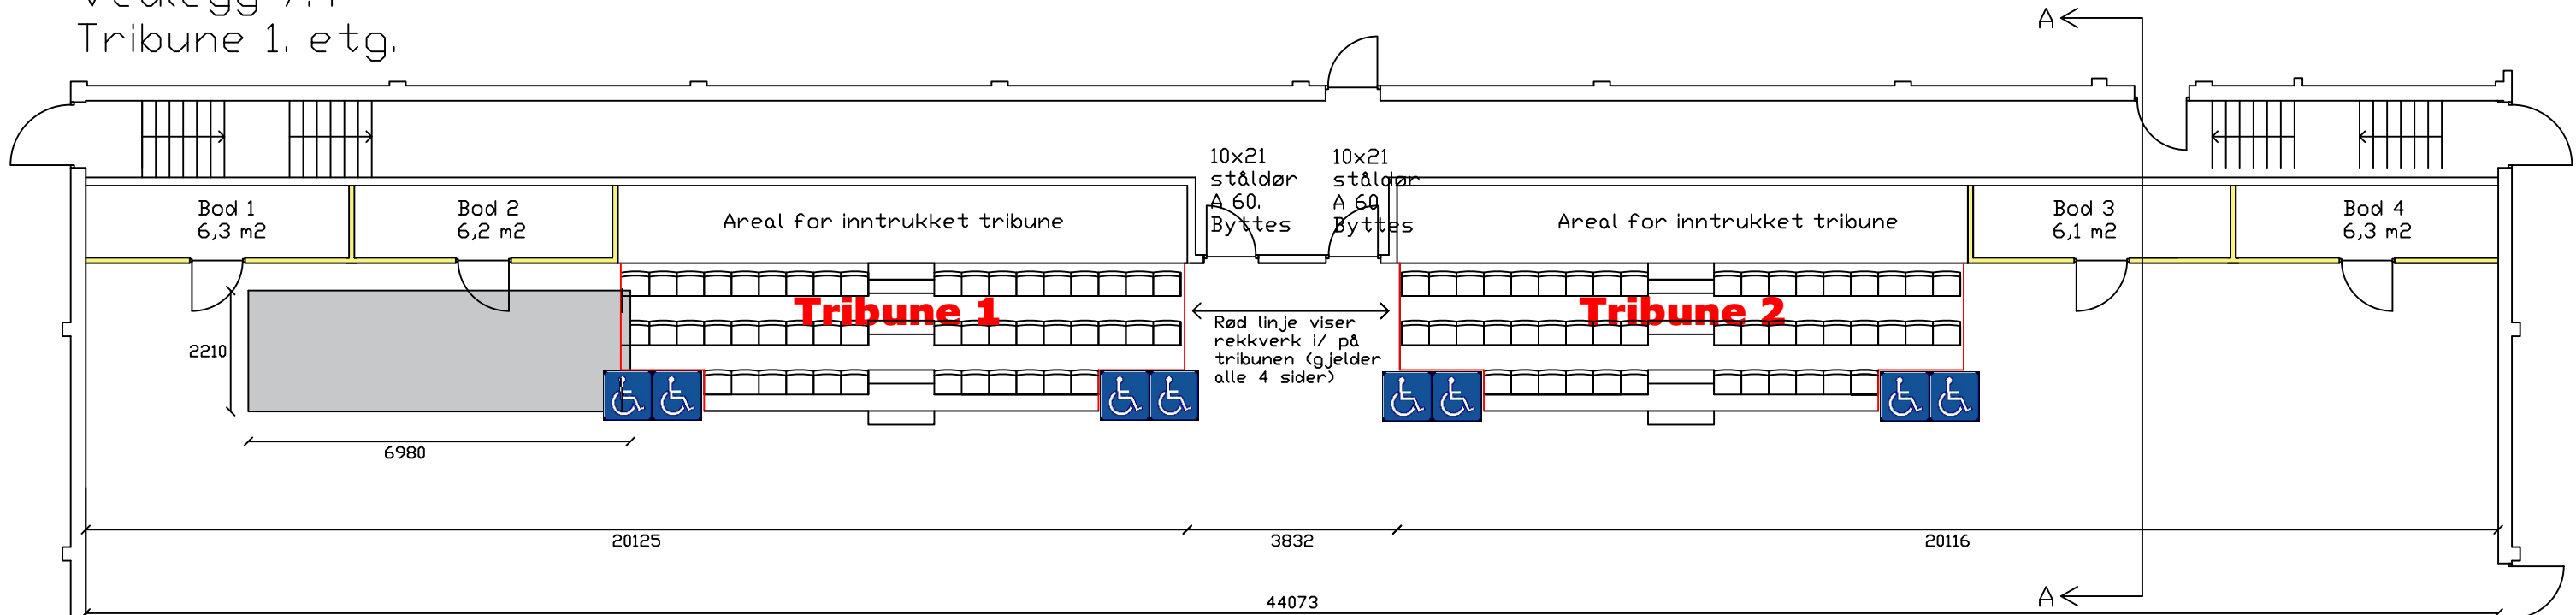 Tribune 1. etg.
A
10x21
ståldør
A 60.
Byttes
10x21
ståldør
A 60
Byttes
Bod 1
6,3 m2
Bod 2
6,2 m2
Areal for inntrukket tribune
Areal for inntrukket tribune
Bod 3
6,1 m2
Bod 4
6,3 m2
Tribune 1
Tribune 2
Rød linje viser
rekkverk i/ på
tribunen (gjelder
alle 4 sider)
2210
6980
20125
3832
20116
A
44073